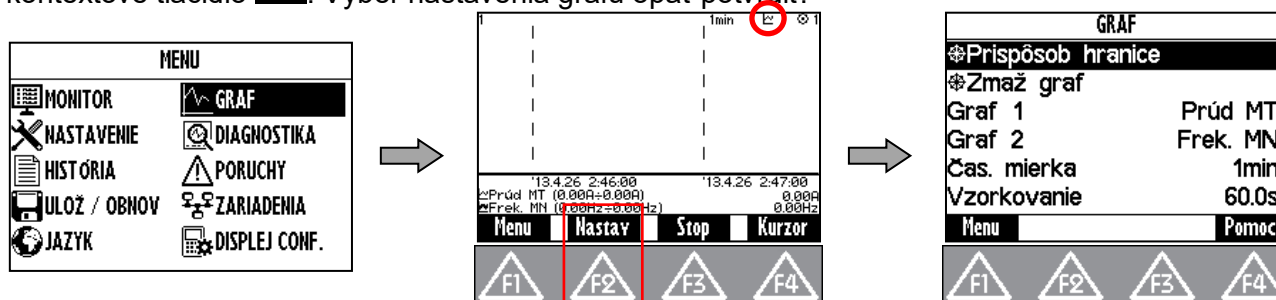 kontextové tlačidlo . Výber nastavenia grafu opäť potvrdiť?
MENU
MONITOR
GRAF
NASTAVENIE
DIAGNOSTIKA
HISTÓRIA
PORUCHY
ULOŽ / OBNOV
ZARIADENIA
JAZYK
DISPLEJ CONF.
1 1min 1
'13.4.26 2:46:00 '13.4.26 2:47:00
Prúd MT (0.00A÷0.00A) 0.00A
Frek. MN (0.00Hz÷0.00Hz) 0.00Hz
Menu Nastav Stop Kurzor
F1 F2 F3 F4
GRAF
Prispôsob hranice
Zmaž graf
Graf 1 Prúd MT
Graf 2 Frek. MN
Čas. mierka 1min
Vzorkovanie 60.0s
Menu Pomoc
F1 F2 F3 F4